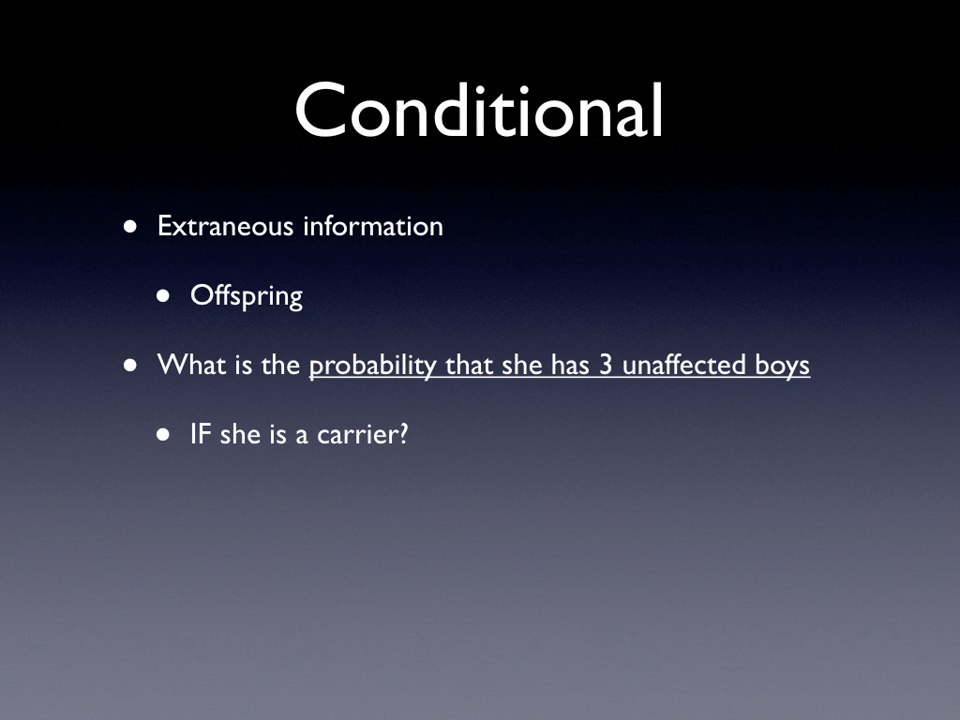 Conditional
• Extraneous information
• Offspring
• What is the probability that she has 3 unaffected boys
• IF she is a carrier?